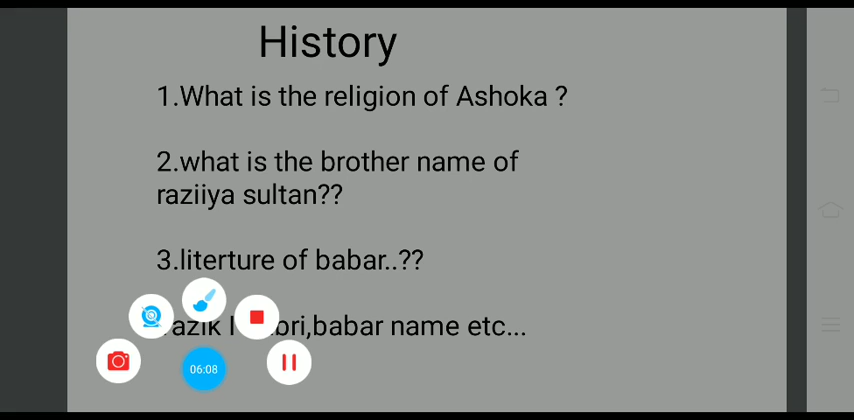 History
1.What is the religion of Ashoka ?
2.what is the brother name of
raziiya sultan??
3.literture of babar..??
,babar name etc...
06:08